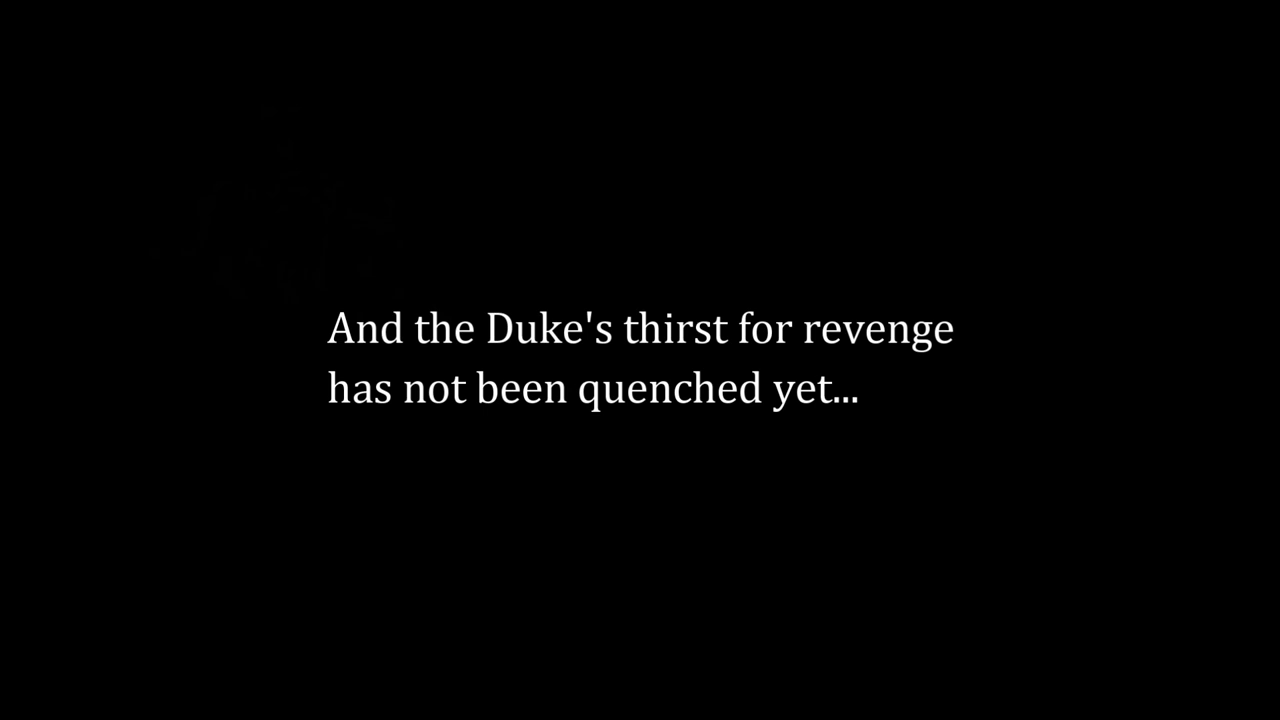 And the Duke's thirst for revenge
has not been quenched yet...